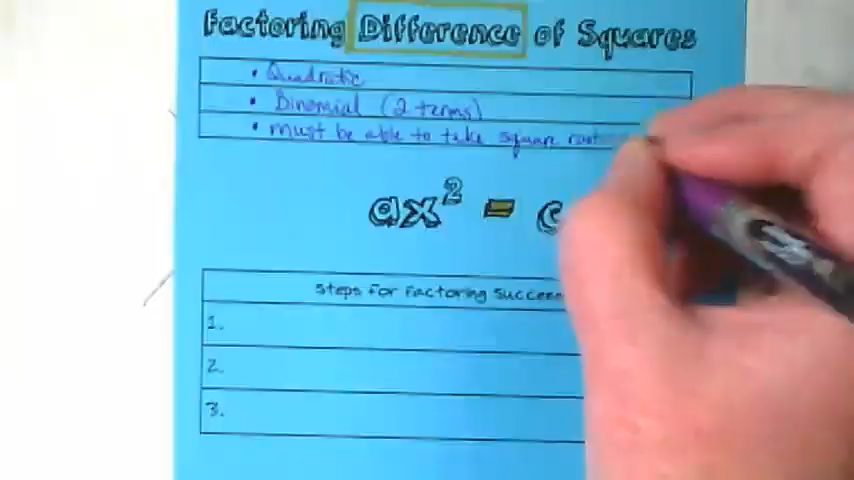 Factoring Difference of Squares
• Quadratic
• Binomial (2 terms)
• must be able to take square root
ax² = c
Steps for Factoring
1.
2.
3.